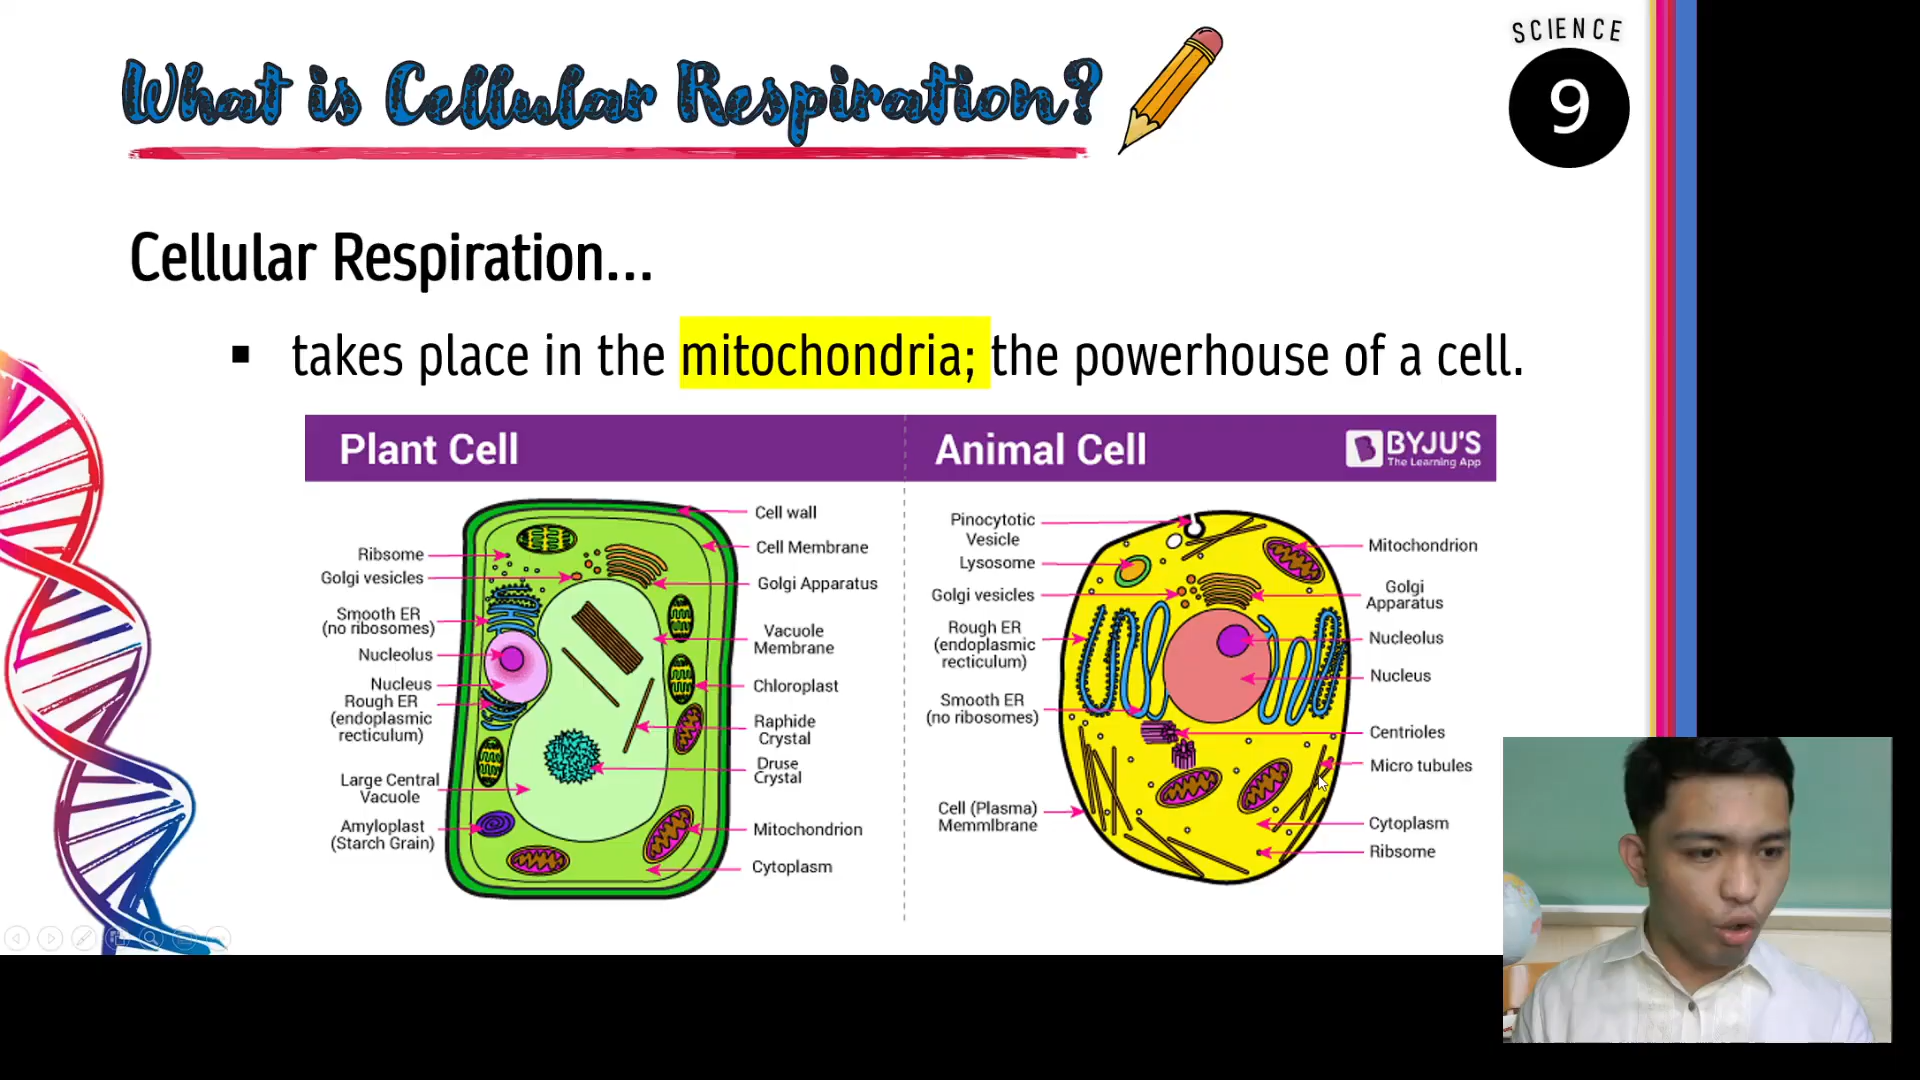 What is Cellular Respiration?
SCIENCE
9
Cellular Respiration...
▪ takes place in the mitochondria; the powerhouse of a cell.
Plant Cell
Ribsome
Golgi vesicles
Smooth ER
(no ribosomes)
Nucleolus
Nucleus
Rough ER
(endoplasmic
recticulum)
Large Central
Vacuole
Amyloplast
(Starch Grain)
Cell wall
Cell Membrane
Golgi Apparatus
Vacuole
Membrane
Chloroplast
Raphide
Crystal
Druse
Crystal
Mitochondrion
Cytoplasm
Animal Cell
BYJU'S
The Learning App
Pinocytotic
Vesicle
Lysosome
Golgi vesicles
Rough ER
(endoplasmic
recticulum)
Smooth ER
(no ribosomes)
Cell (Plasma)
Memmlbrane
Mitochondrion
Golgi
Apparatus
Nucleolus
Nucleus
Centrioles
Micro tubules
Cytoplasm
Ribsome